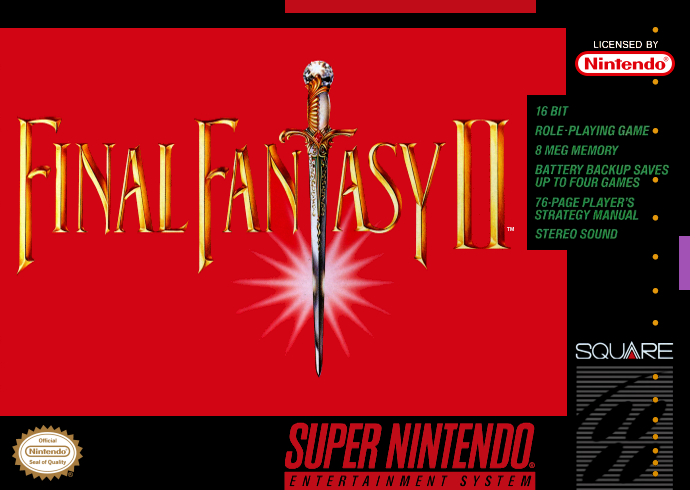 LICENSED BY
Nintendo®
FINAL FANTASY II™
16 BIT
ROLE-PLAYING GAME
8 MEG MEMORY
BATTERY BACKUP SAVES
UP TO FOUR GAMES
76-PAGE PLAYER'S
STRATEGY MANUAL
STEREO SOUND
SQUARE
Official
Nintendo
Seal of Quality
SUPER NINTENDO®
ENTERTAINMENT SYSTEM